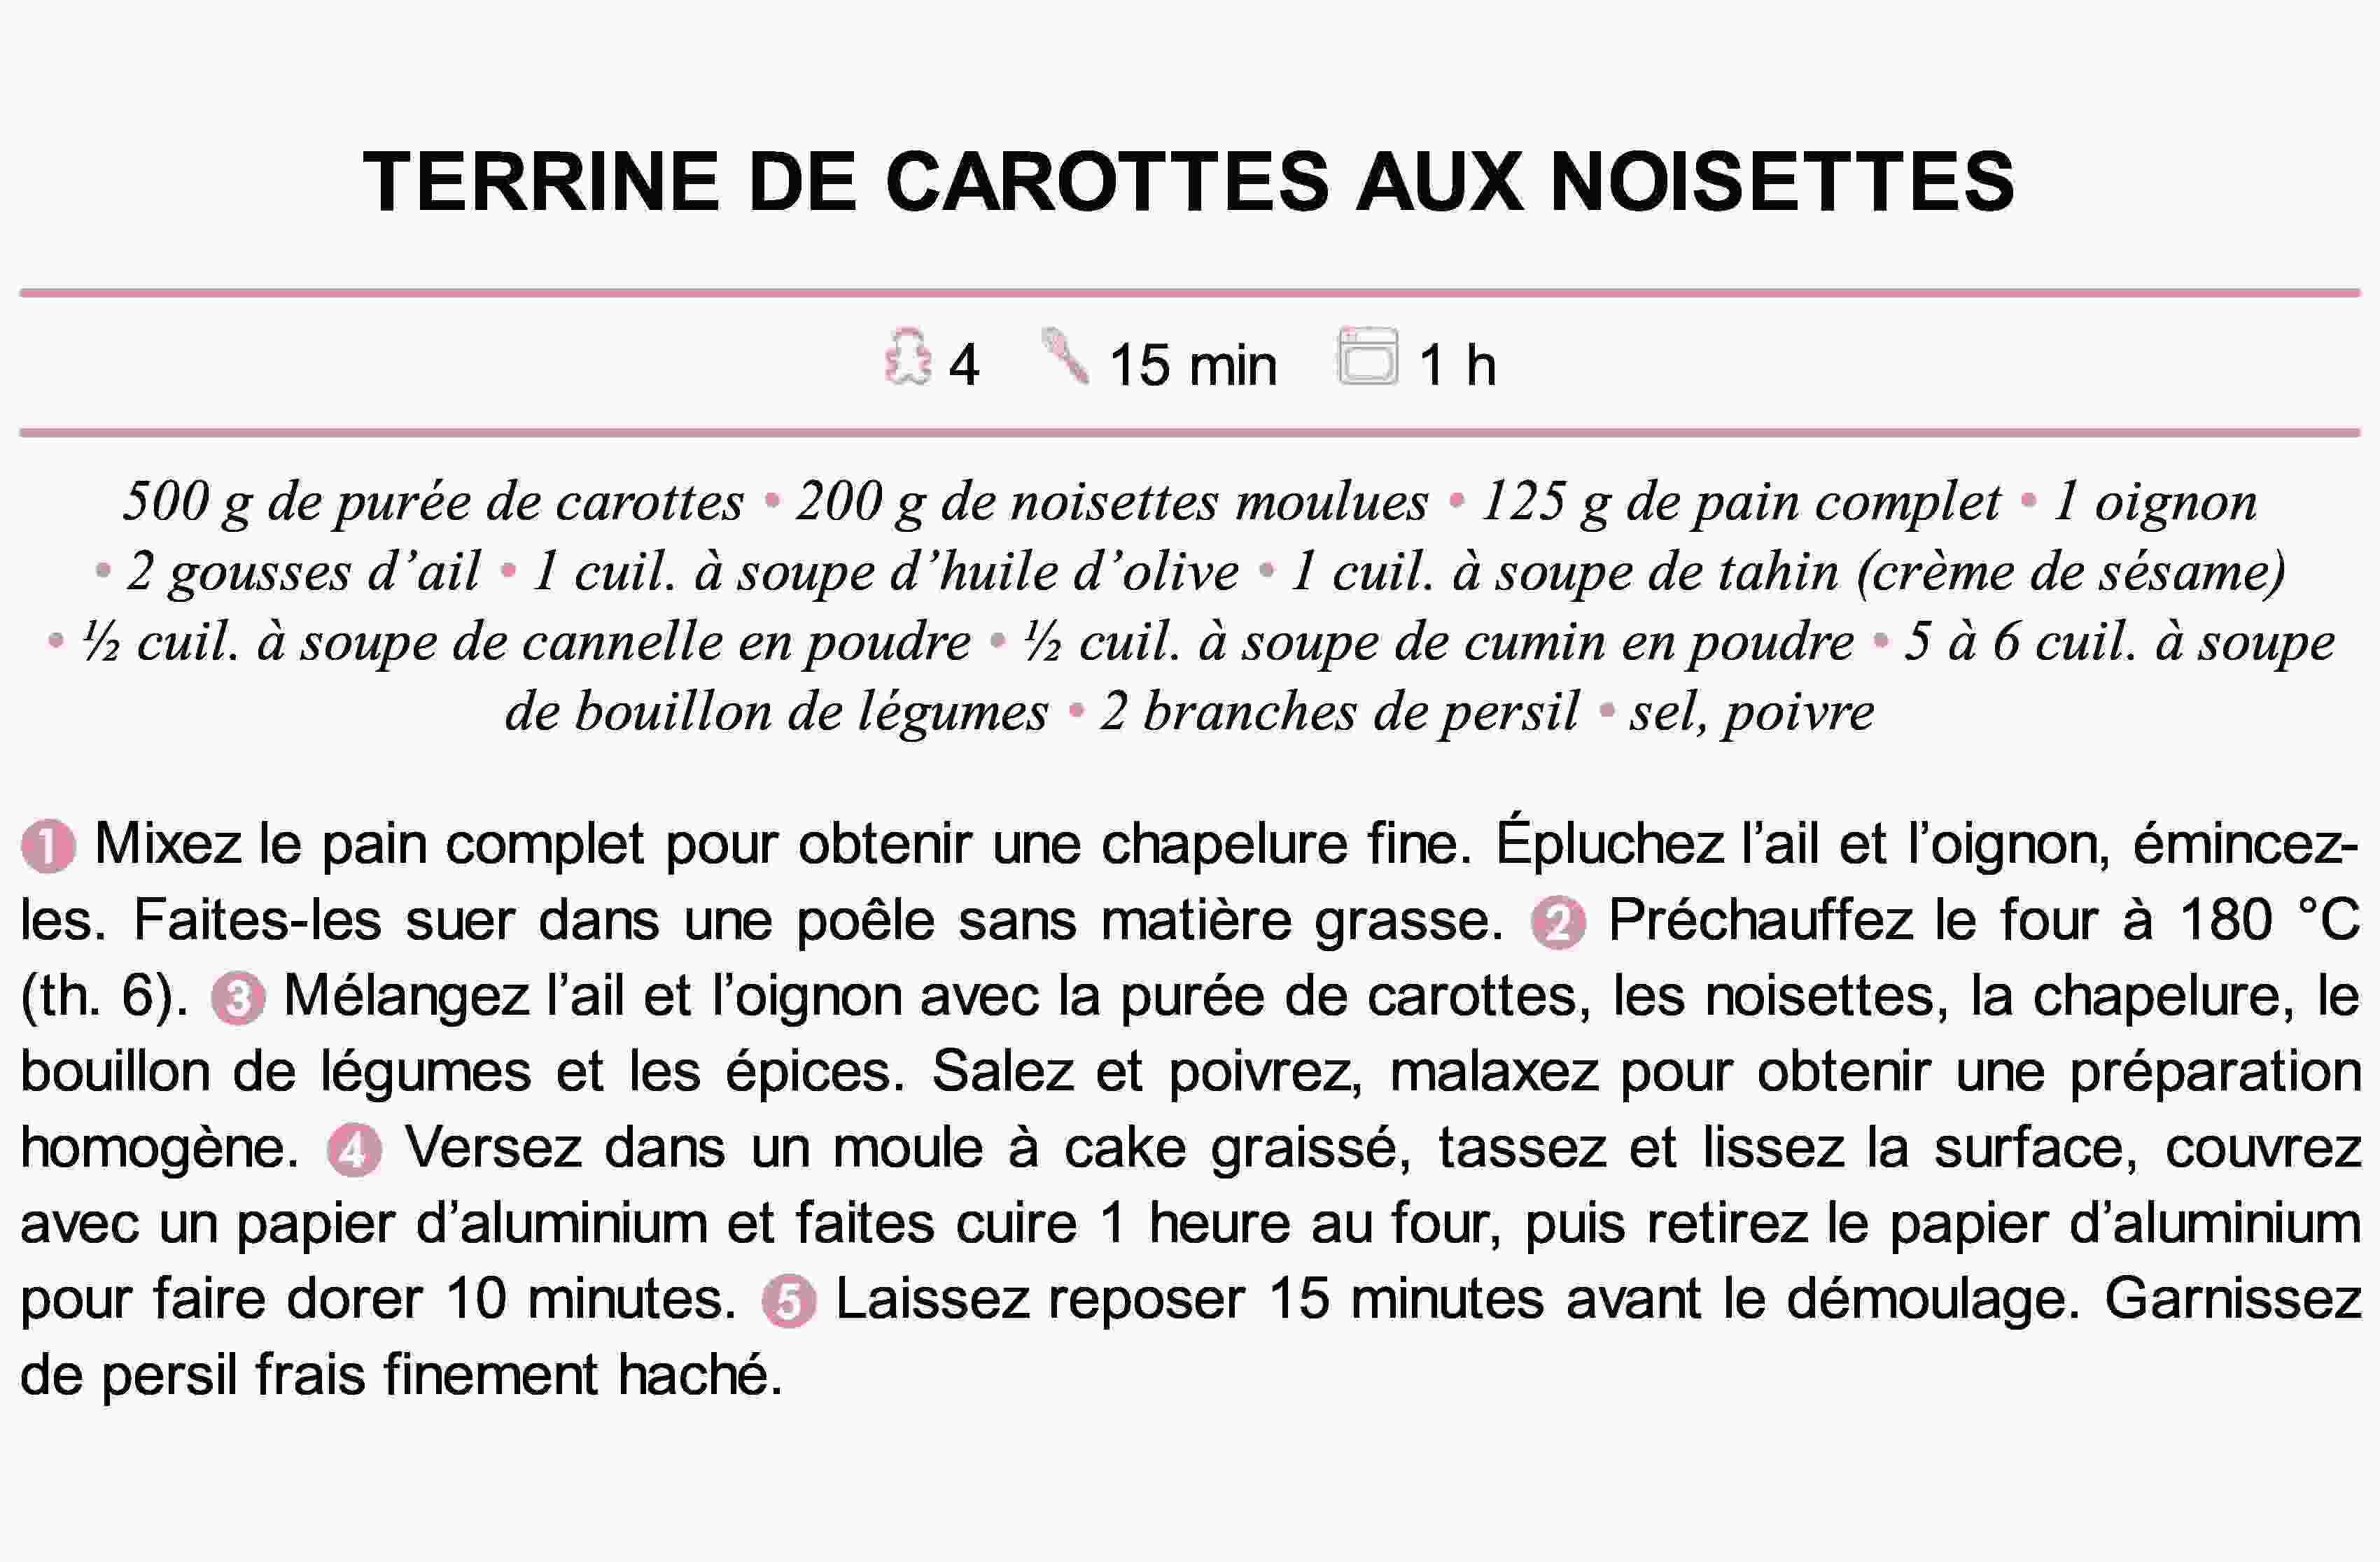 TERRINE DE CAROTTES AUX NOISETTES
4 15 min 1 h
500 g de purée de carottes • 200 g de noisettes moulues • 125 g de pain complet • 1 oignon
• 2 gousses d’ail • 1 cuil. à soupe d’huile d’olive • 1 cuil. à soupe de tahin (crème de sésame)
• ½ cuil. à soupe de cannelle en poudre • ½ cuil. à soupe de cumin en poudre • 5 à 6 cuil. à soupe
de bouillon de légumes • 2 branches de persil • sel, poivre
1 Mixez le pain complet pour obtenir une chapelure fine. Épluchez l’ail et l’oignon, émincez-
les. Faites-les suer dans une poêle sans matière grasse. 2 Préchauffez le four à 180 °C
(th. 6). 3 Mélangez l’ail et l’oignon avec la purée de carottes, les noisettes, la chapelure, le
bouillon de légumes et les épices. Salez et poivrez, malaxez pour obtenir une préparation
homogène. 4 Versez dans un moule à cake graissé, tassez et lissez la surface, couvrez
avec un papier d’aluminium et faites cuire 1 heure au four, puis retirez le papier d’aluminium
pour faire dorer 10 minutes. 5 Laissez reposer 15 minutes avant le démoulage. Garnissez
de persil frais finement haché.